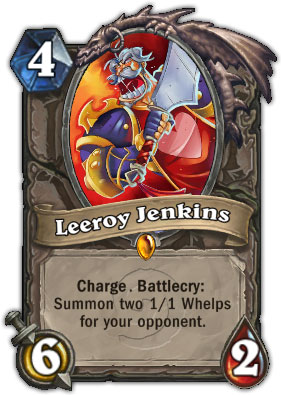 4
Leeroy Jenkins
Charge. Battlecry:
Summon two 1/1 Whelps
for your opponent.
6 2